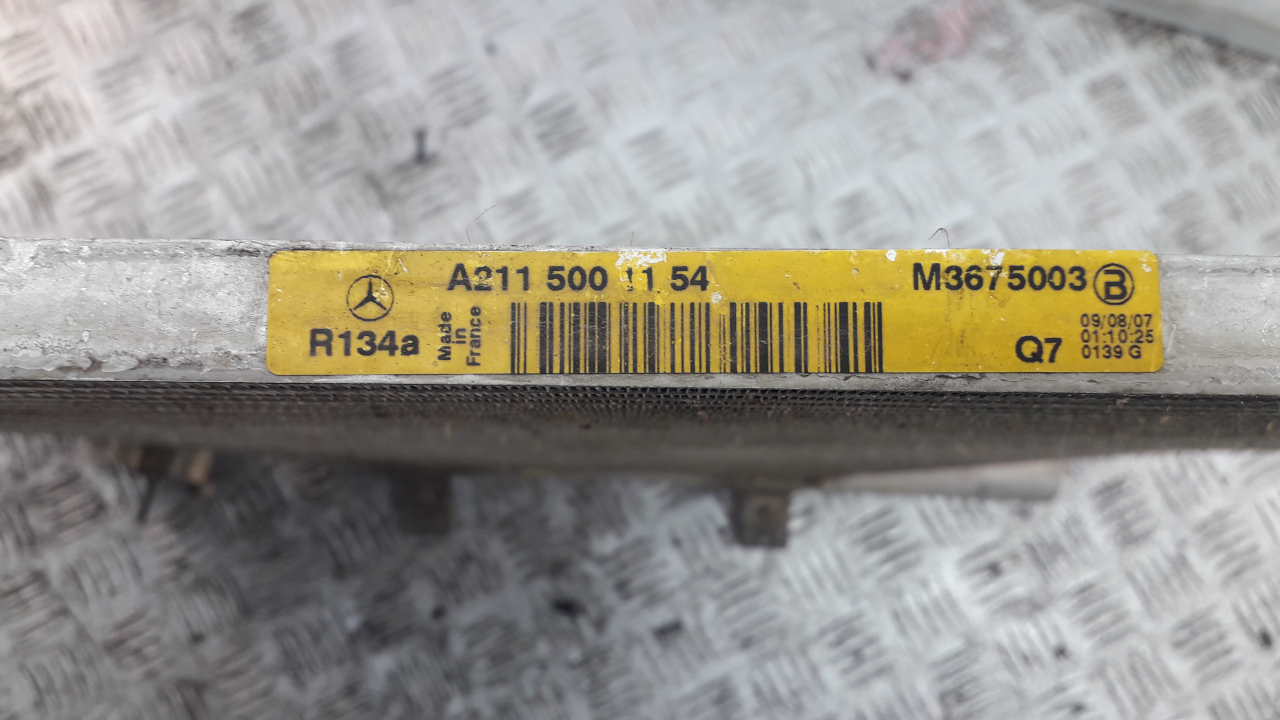 A211 500 11 54
M3675003 B
R134a
Made
in
France
Q7
09/08/07
01:10:25
0139 G